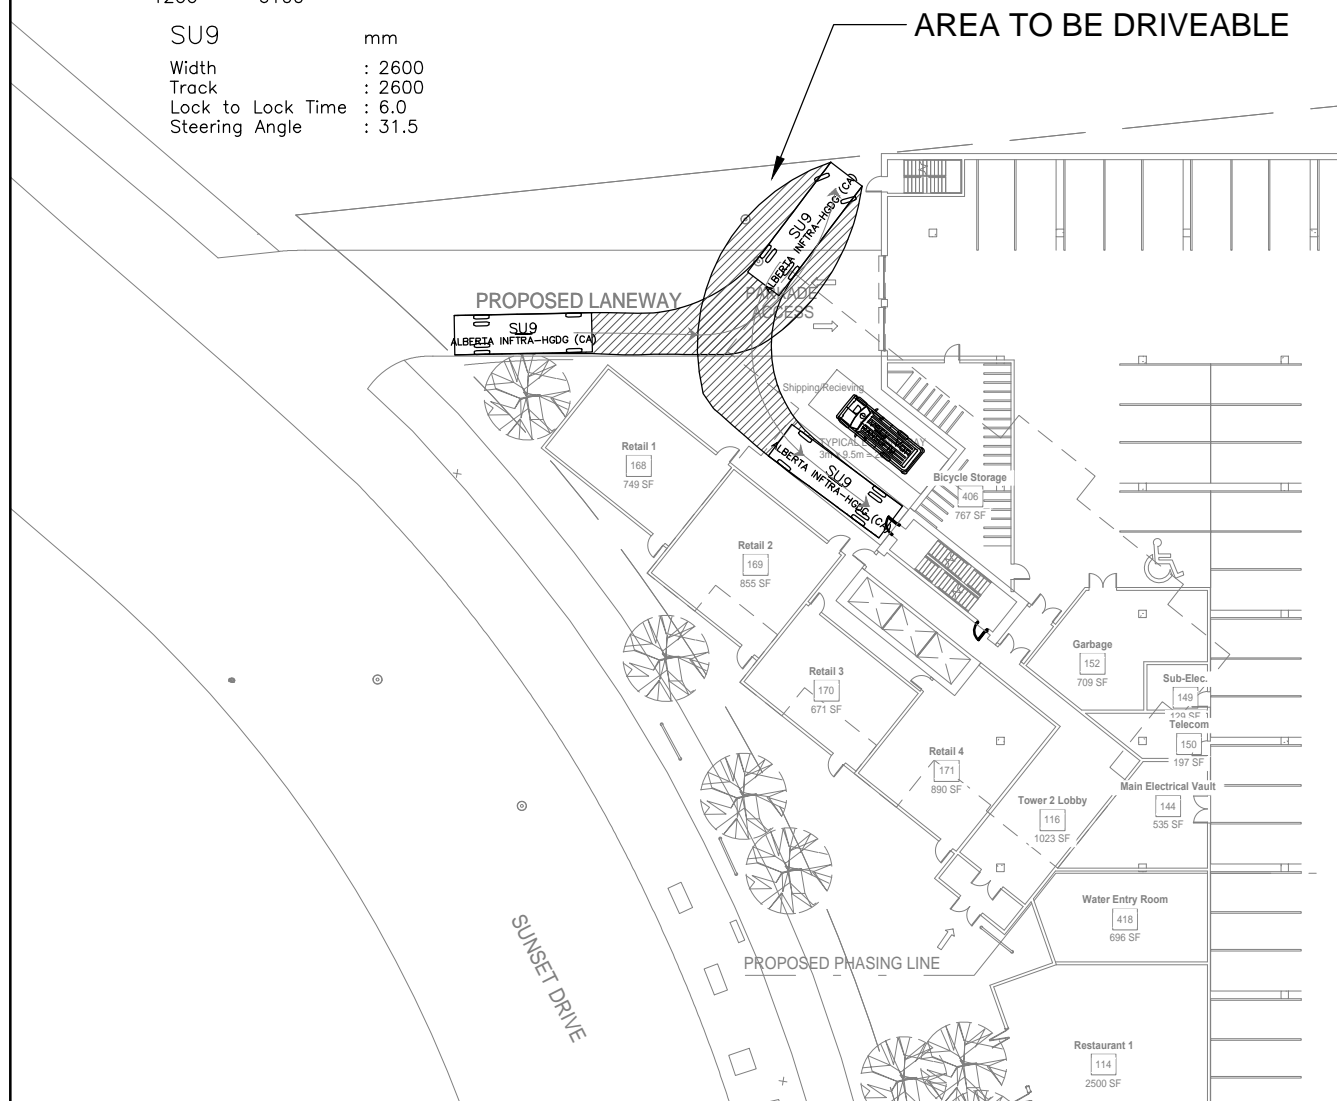 AREA TO BE DRIVEABLE
SU9 mm
Width : 2600
Track : 2600
Lock to Lock Time : 6.0
Steering Angle : 31.5
SU9
ALBERTA INFTRA-HGDG (CA)
PROPOSED LANEWAY
SU9
ALBERTA INFTRA-HGDG (CA)
PARKADE
ACCESS
Shipping/Recieving
SU9
ALBERTA INFTRA-HGDG (CA)
Retail 1
168
749 SF
Bicycle Storage
406
767 SF
Retail 2
169
855 SF
Garbage
152
709 SF
Retail 3
170
671 SF
Sub-Elec.
149
129 SF
Telecom
150
197 SF
Retail 4
171
890 SF
Main Electrical Vault
144
535 SF
Tower 2 Lobby
116
1023 SF
Water Entry Room
418
696 SF
SUNSET DRIVE
PROPOSED PHASING LINE
Restaurant 1
114
2500 SF